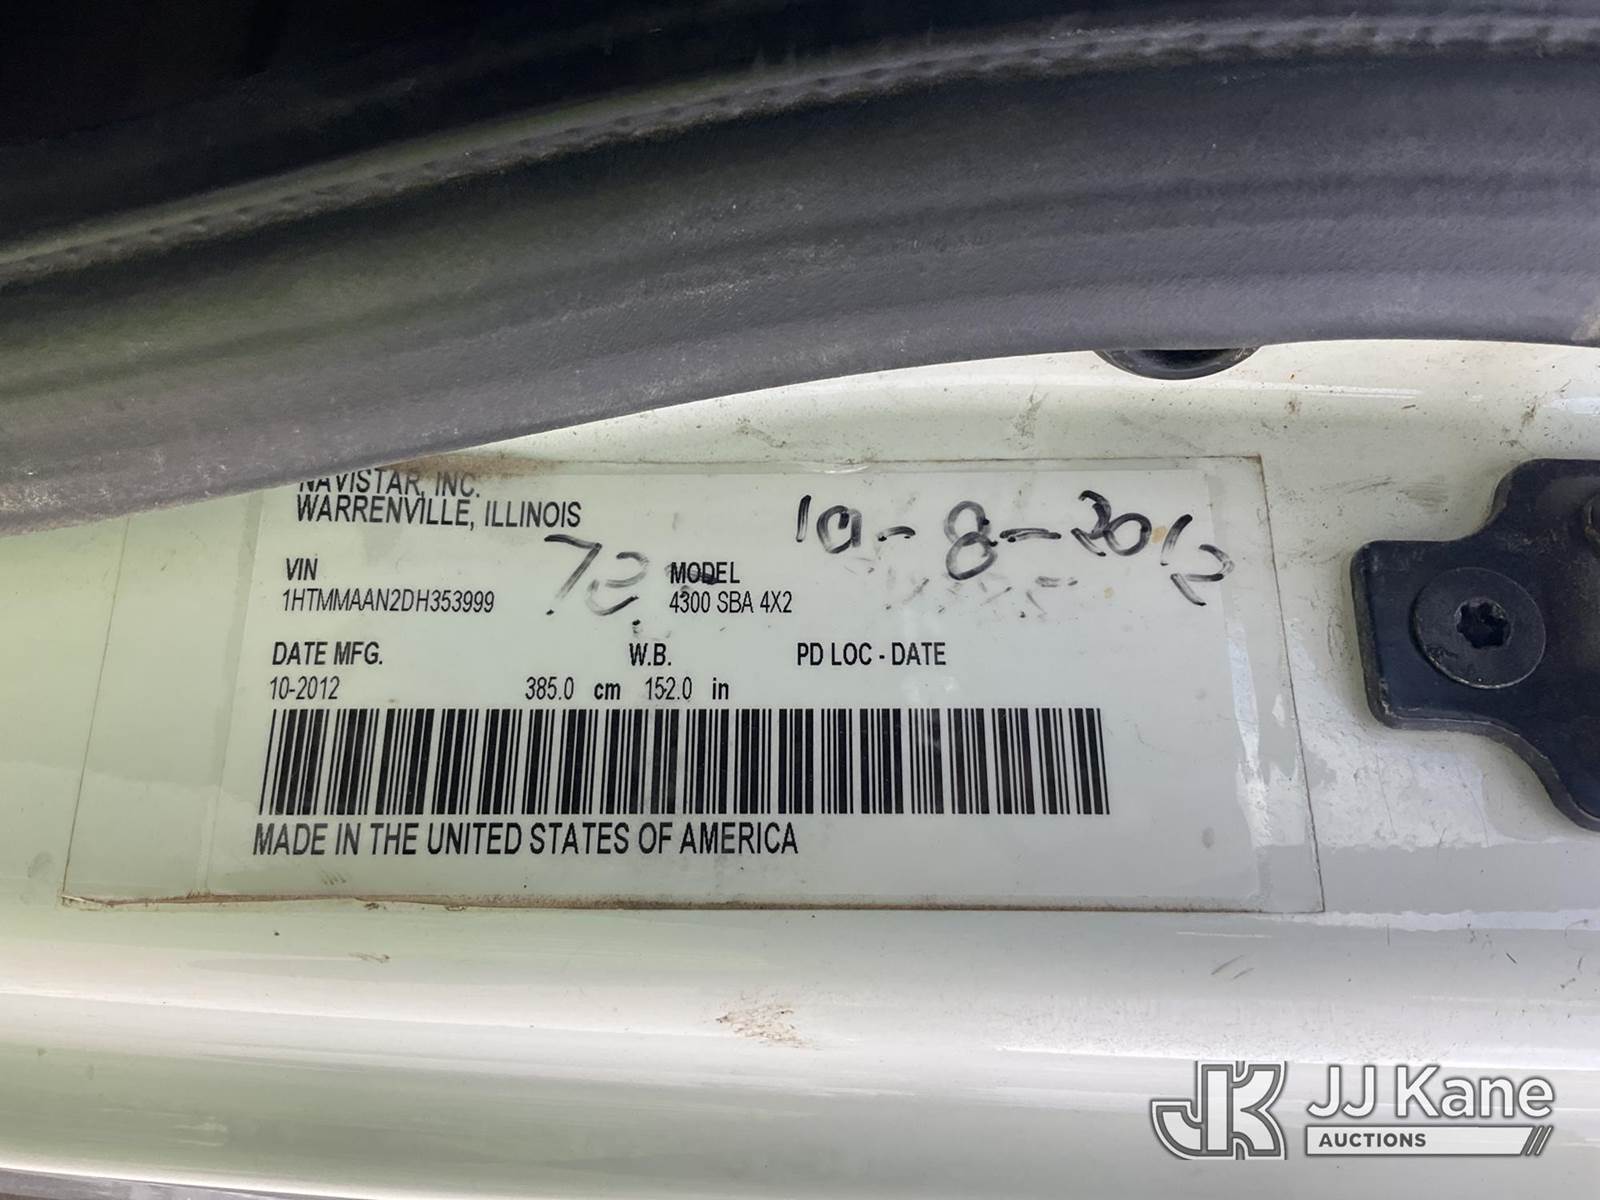 NAVISTAR, INC.
WARRENVILLE, ILLINOIS
10-8-2012
VIN
MODEL
1HTMMAAN2DH353999
4300 SBA 4X2
DATE MFG.
W.B.
PD LOC - DATE
10-2012
385.0 cm 152.0 in
MADE IN THE UNITED STATES OF AMERICA
JK JJ Kane
AUCTIONS